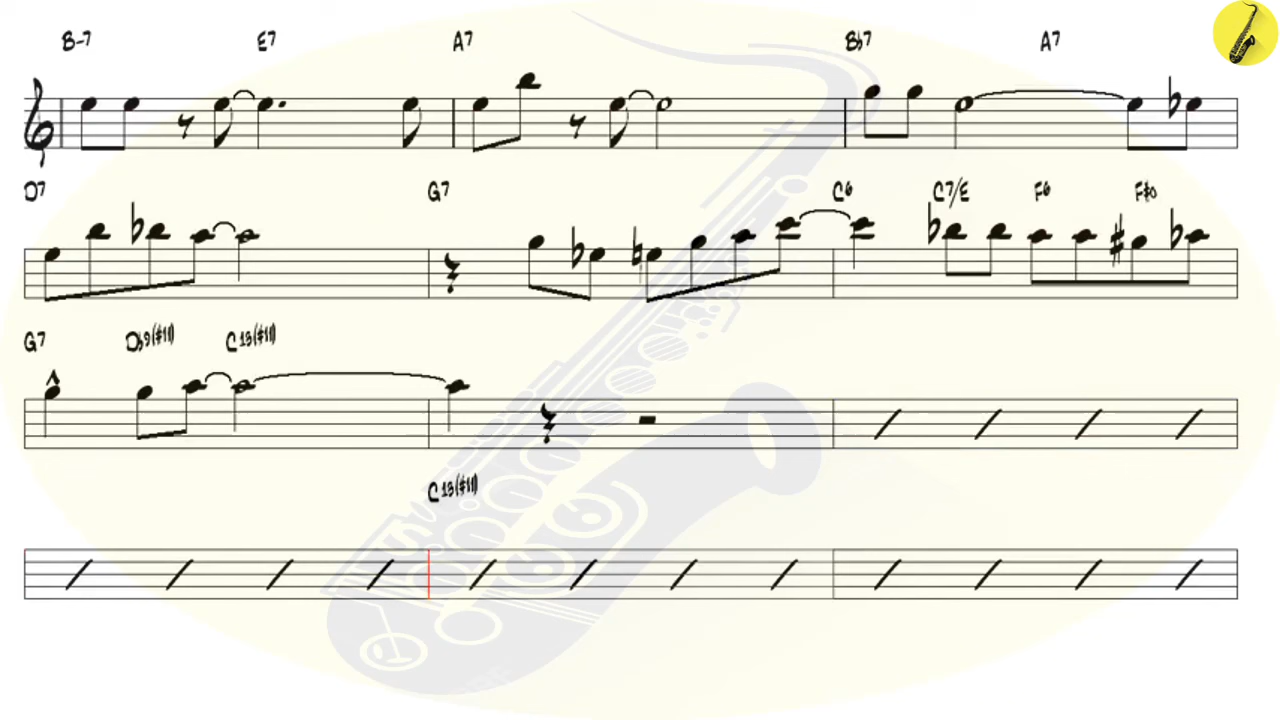 B-7 E7 A7 Bb7 A7
D7 G7 C6 C7/E F6 F#o
G7 Db9(#11) C13(#11)
C13(#11)